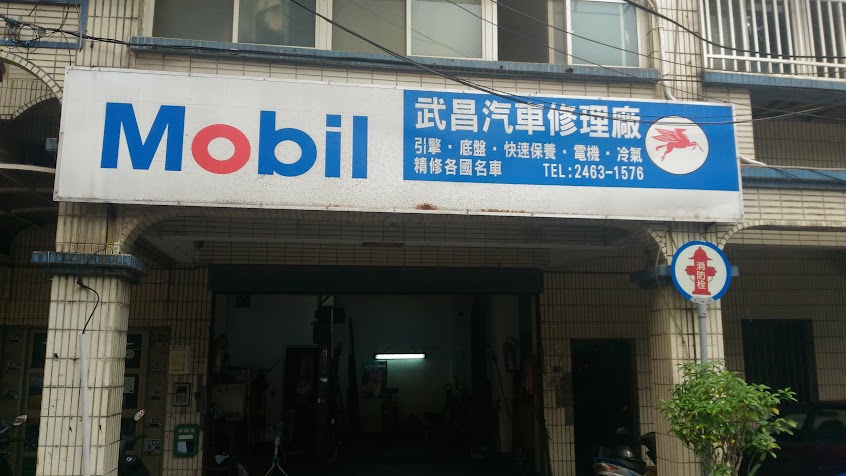 Mobil
武昌汽車修理廠
引擎·底盤·快速保養·電機·冷氣
精修各國名車 TEL:2463-1576
消防栓